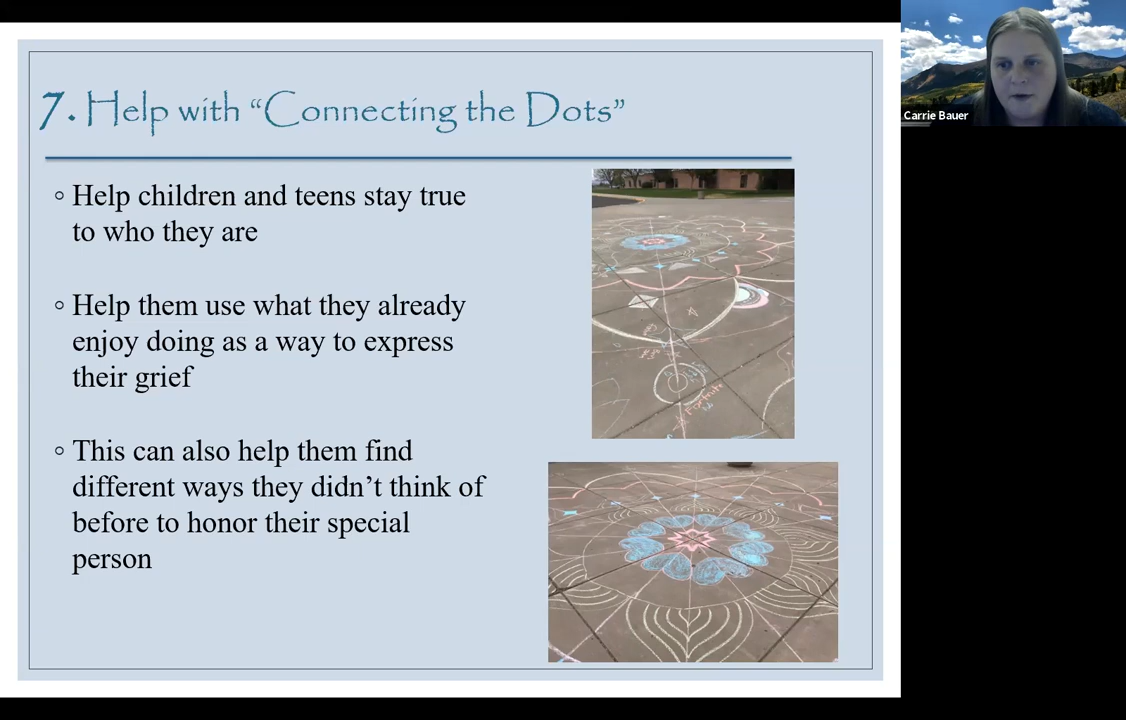 7. Help with “Connecting the Dots”
◦ Help children and teens stay true
to who they are
◦ Help them use what they already
enjoy doing as a way to express
their grief
◦ This can also help them find
different ways they didn’t think of
before to honor their special
person
Carrie Bauer
Fortnite